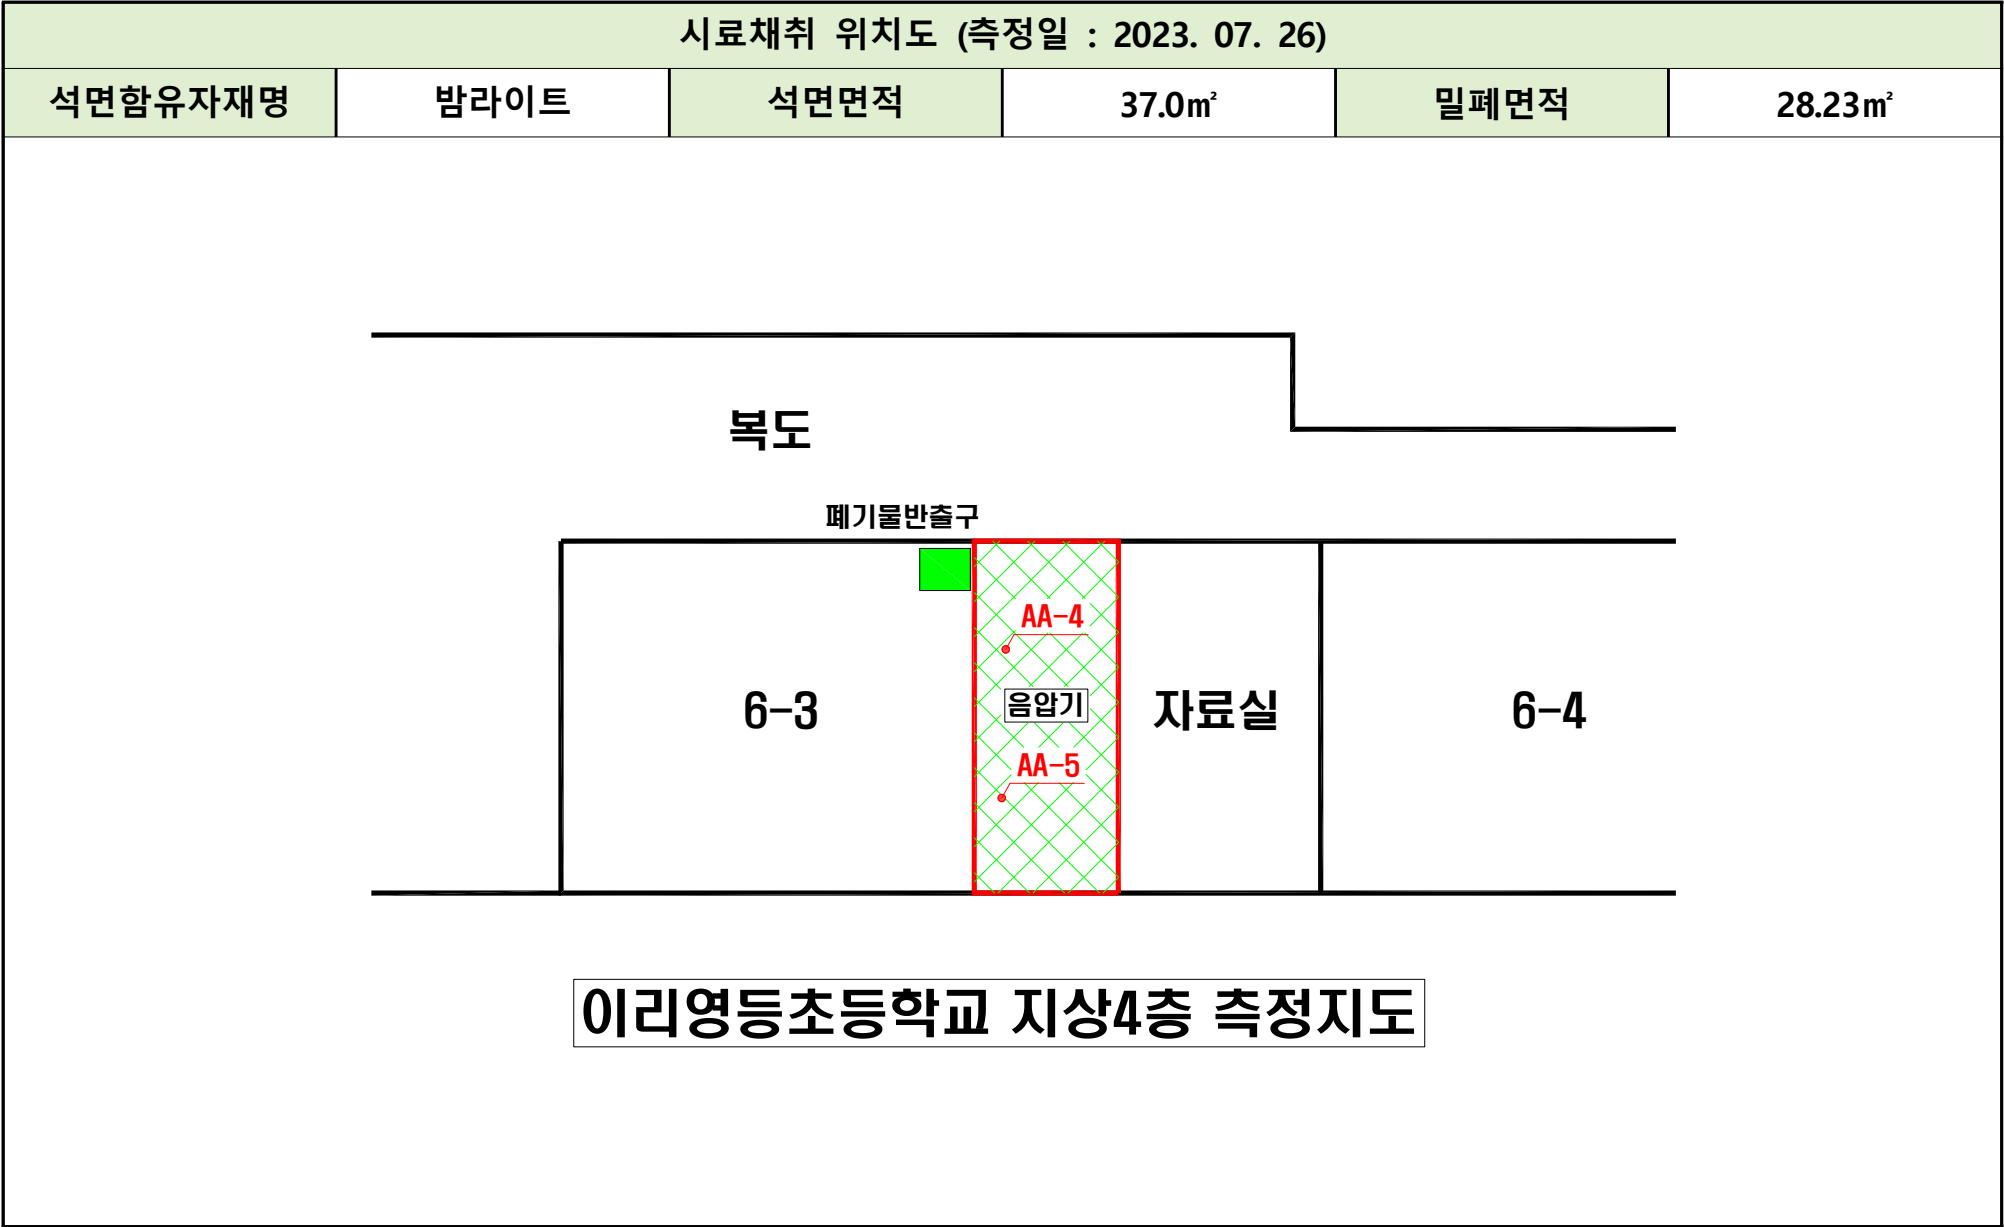 시료채취 위치도 (측정일 : 2023. 07. 26)
석면함유자재명 밤라이트 석면면적 37.0㎡ 밀폐면적 28.23㎡
복도
폐기물반출구
AA-4
6-3 음압기 자료실 6-4
AA-5
이리영등초등학교 지상4층 측정지도